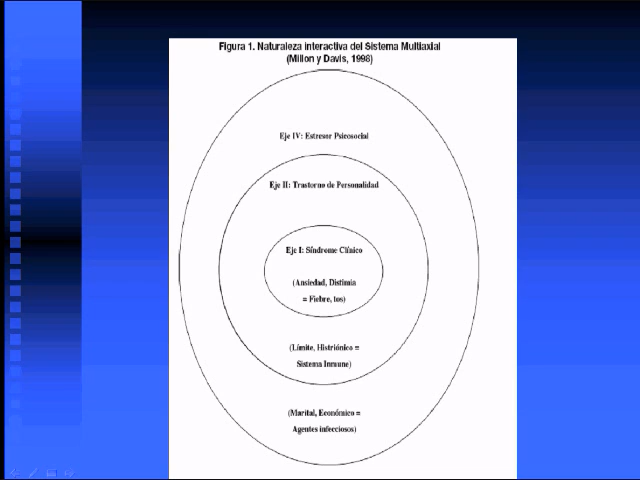 Figura 1. Naturaleza interactiva del Sistema Multiaxial
(Millon y Davis, 1998)
Eje IV: Estresor Psicosocial
Eje II: Trastorno de Personalidad
Eje I: Síndrome Clínico
(Ansiedad, Distimia
= Fiebre, tos)
(Límite, Histriónico =
Sistema Inmune)
(Marital, Económico =
Agentes infecciosos)